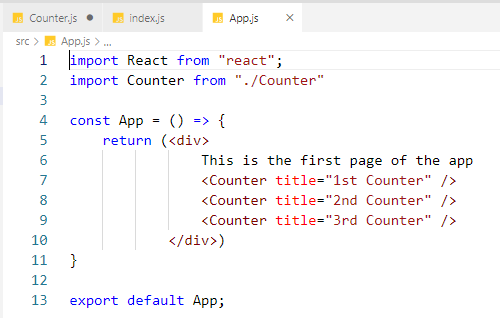 Counter.js index.js App.js
src > App.js > ...
1 import React from "react";
2 import Counter from "./Counter"
3
4 const App = () => {
5 return (<div>
6 This is the first page of the app
7 <Counter title="1st Counter" />
8 <Counter title="2nd Counter" />
9 <Counter title="3rd Counter" />
10 </div>)
11 }
12
13 export default App;